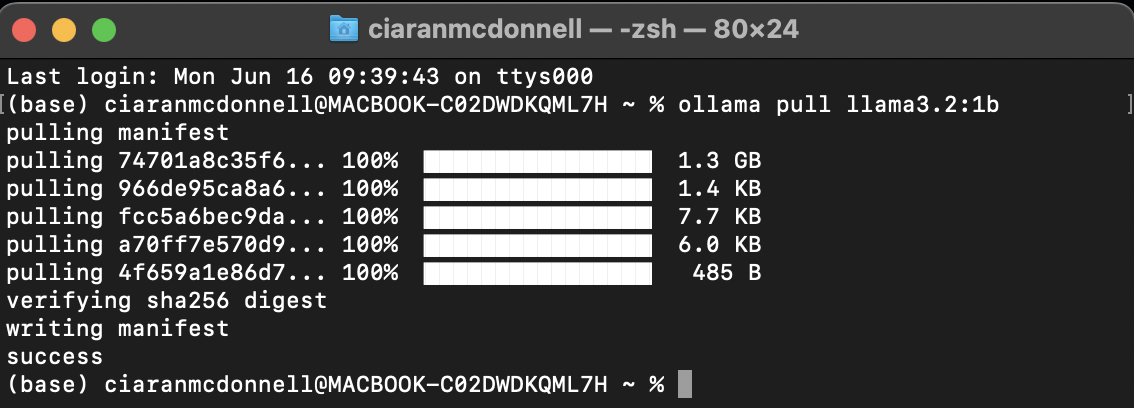 ciaranmcdonnell — -zsh — 80×24
Last login: Mon Jun 16 09:39:43 on ttys000
[(base) ciaranmcdonnell@MACBOOK-C02DWDKQML7H ~ % ollama pull llama3.2:1b ]
pulling manifest
pulling 74701a8c35f6... 100% 1.3 GB
pulling 966de95ca8a6... 100% 1.4 KB
pulling fcc5a6bec9da... 100% 7.7 KB
pulling a70ff7e570d9... 100% 6.0 KB
pulling 4f659a1e86d7... 100% 485 B
verifying sha256 digest
writing manifest
success
(base) ciaranmcdonnell@MACBOOK-C02DWDKQML7H ~ %